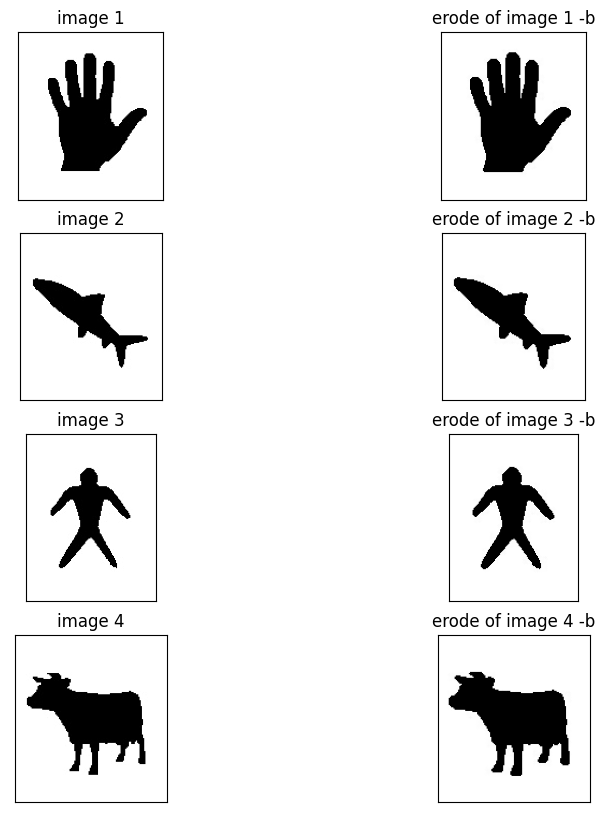 image 1
erode of image 1 -b
image 2
erode of image 2 -b
image 3
erode of image 3 -b
image 4
erode of image 4 -b